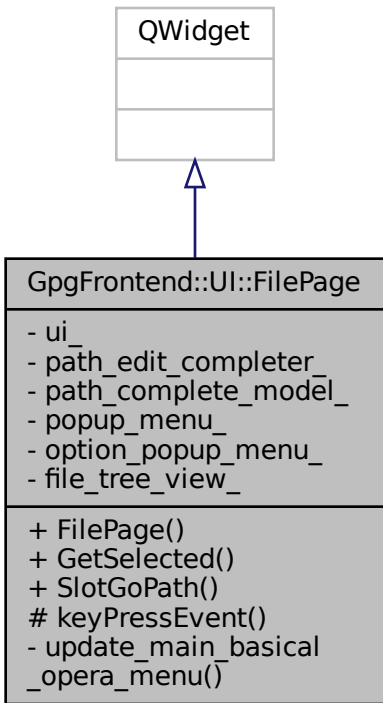 QWidget
GpgFrontend::UI::FilePage
- ui_
- path_edit_completer_
- path_complete_model_
- popup_menu_
- option_popup_menu_
- file_tree_view_
+ FilePage()
+ GetSelected()
+ SlotGoPath()
# keyPressEvent()
- update_main_basical
_opera_menu()